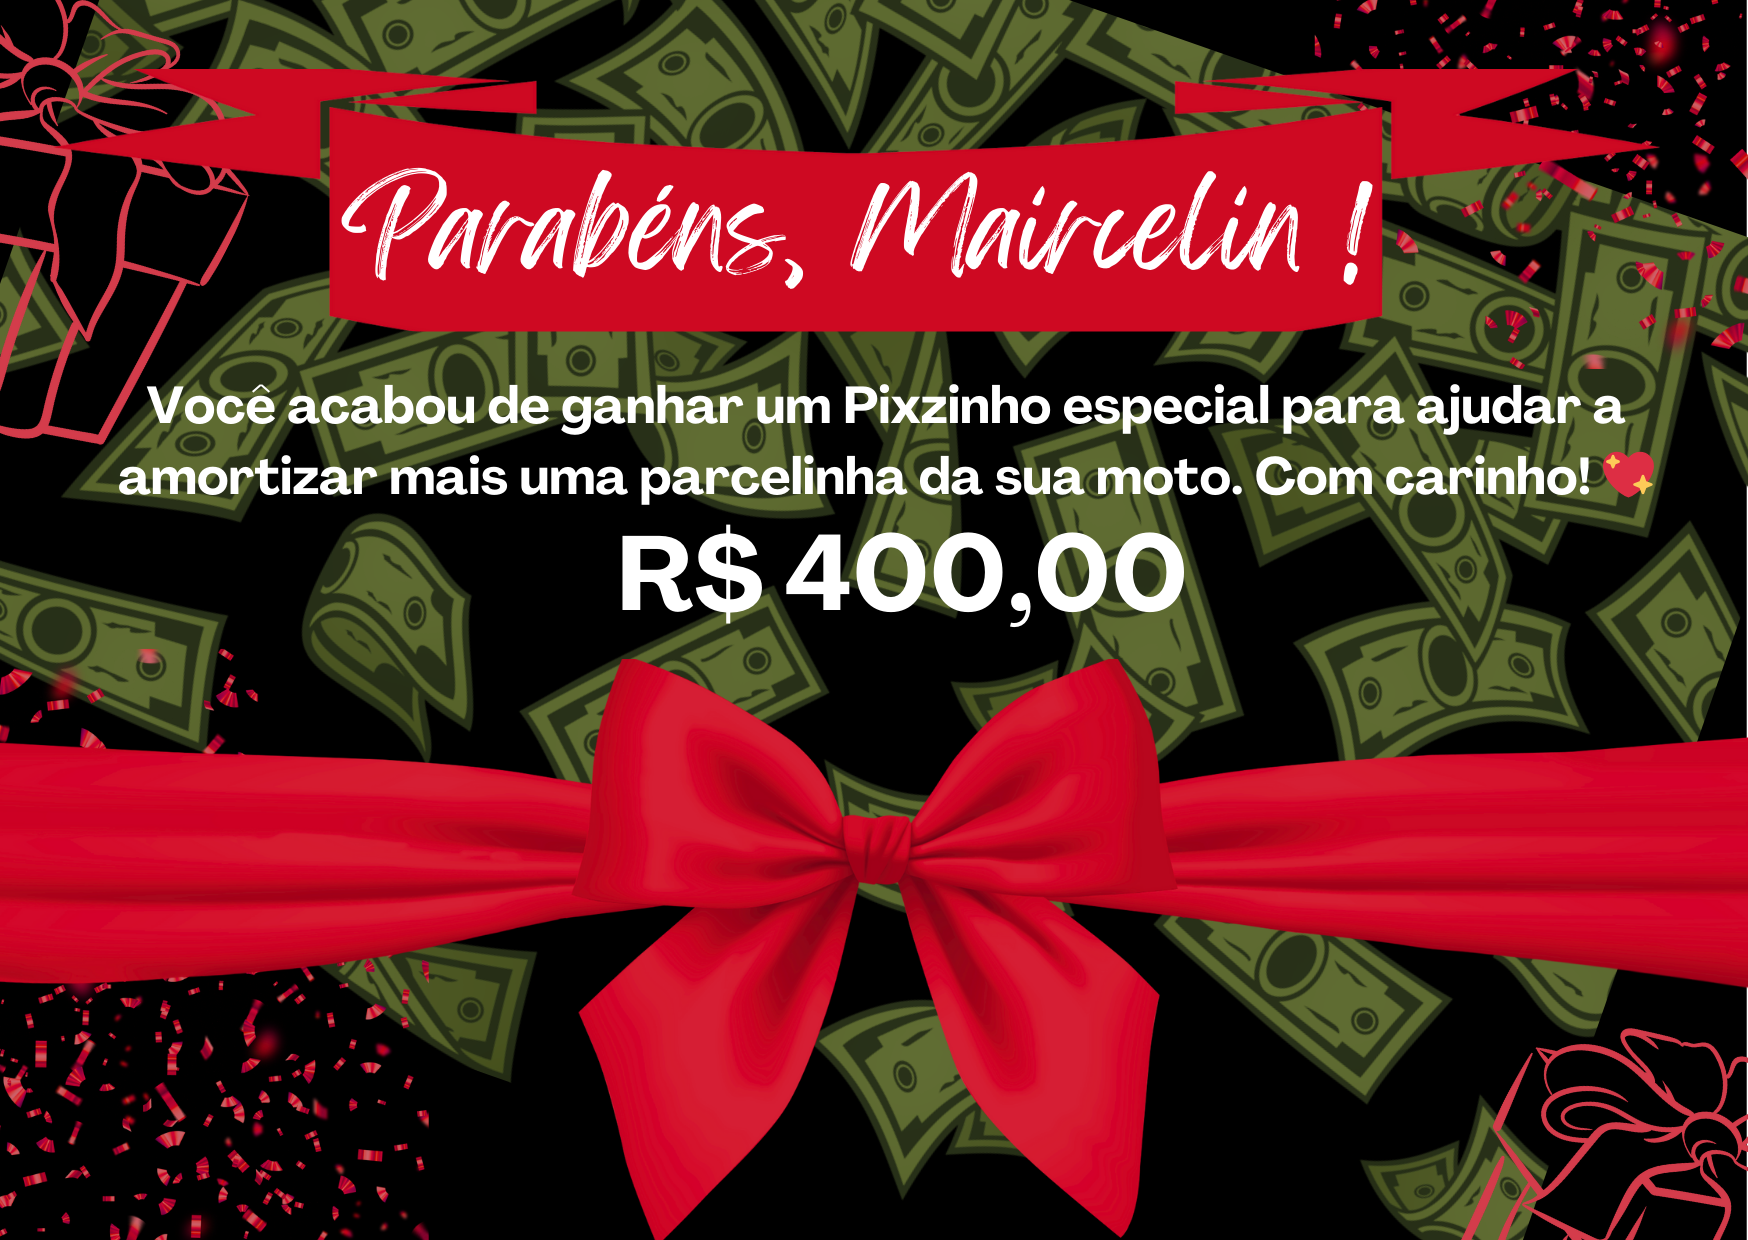 Parabéns, Maircelin !
Você acabou de ganhar um Pixzinho especial para ajudar a
amortizar mais uma parcelinha da sua moto. Com carinho! 💖
R$ 400,00